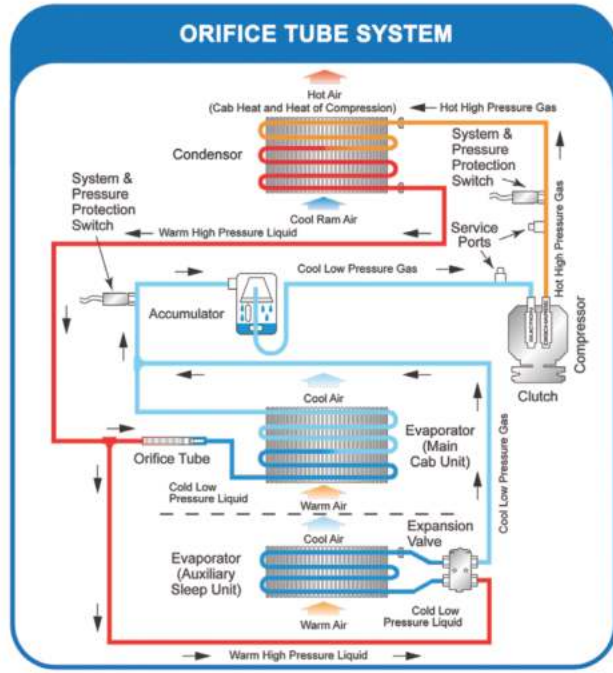 ORIFICE TUBE SYSTEM
Hot Air
(Cab Heat and Heat of Compression)
Hot High Pressure Gas
Condensor
System &
Pressure
Protection
Switch
System &
Pressure
Protection
Switch
Cool Ram Air
Warm High Pressure Liquid
Service
Ports
Hot High Pressure Gas
Cool Low Pressure Gas
Accumulator
SUCTION
DISCHARGE
Compressor
Clutch
Cool Air
Evaporator
(Main
Cab Unit)
Orifice Tube
Cold Low
Pressure Liquid
Warm Air
Cool Low Pressure Gas
Cool Air
Expansion
Valve
Evaporator
(Auxiliary
Sleep Unit)
Cold Low
Pressure Liquid
Warm Air
Warm High Pressure Liquid